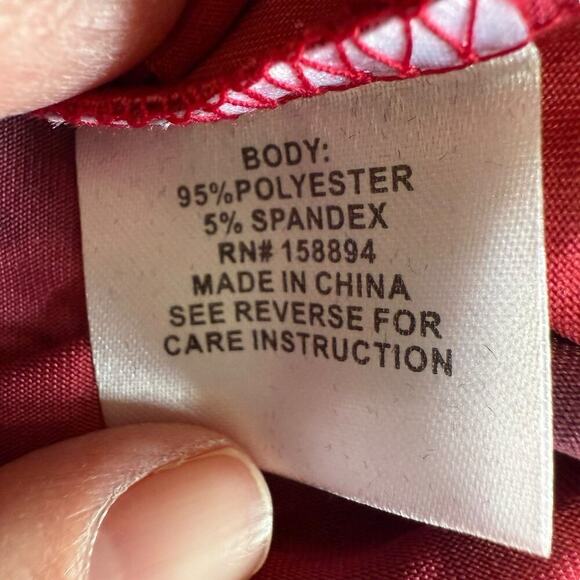 BODY:
95%POLYESTER
5% SPANDEX
RN# 158894
MADE IN CHINA
SEE REVERSE FOR
CARE INSTRUCTION